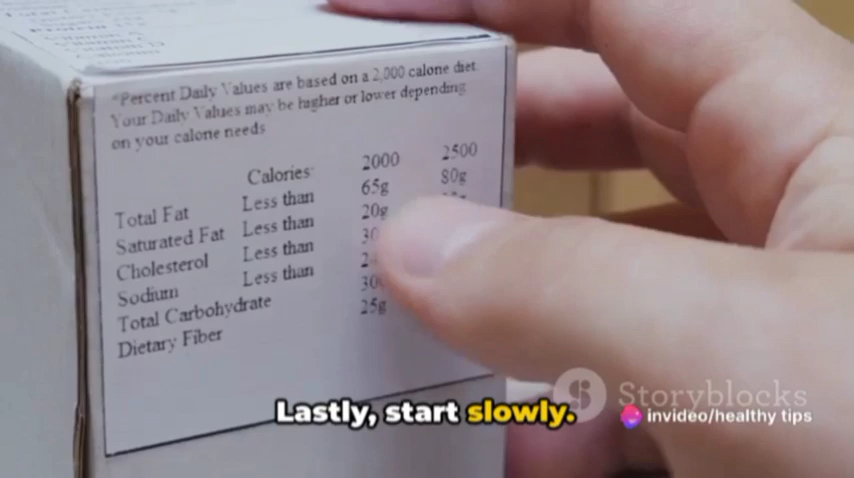 *Percent Daily Values are based on a 2,000 calorie diet.
Your Daily Values may be higher or lower depending
on your calorie needs
Calories 2000 2500
Total Fat Less than 65g 80g
Saturated Fat Less than 20g
Cholesterol Less than
Sodium Less than
Total Carbohydrate
Dietary Fiber 25g
Lastly, start slowly.
Storyblocks
invideo/healthy tips